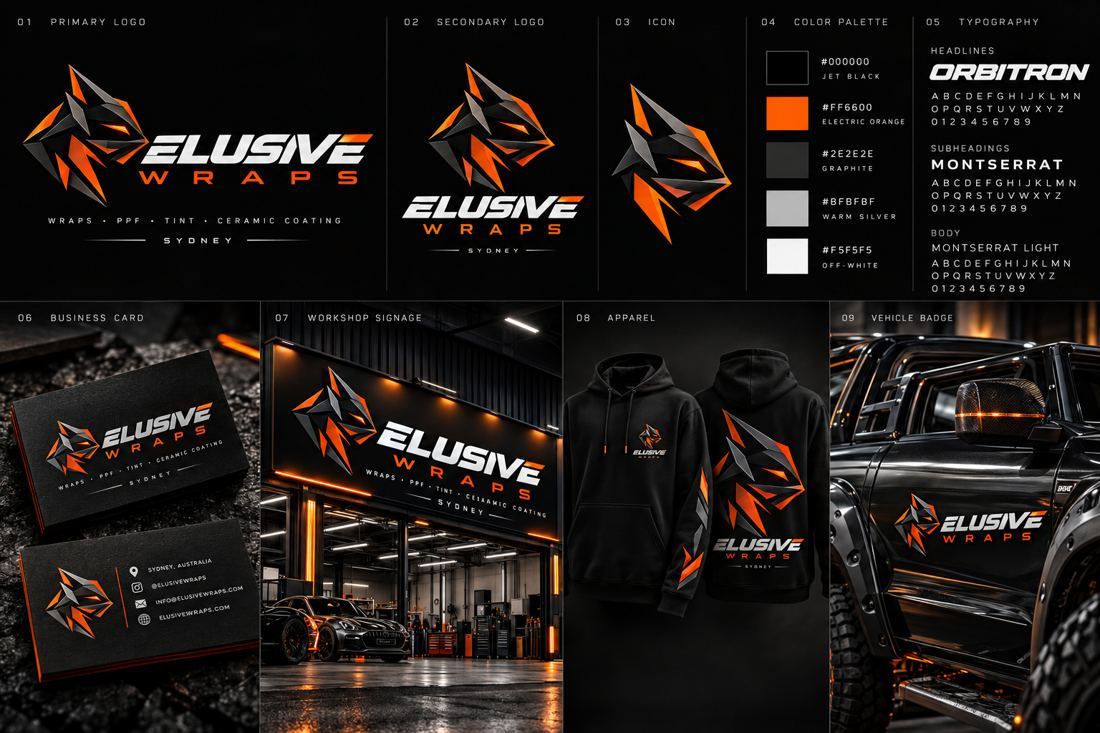 01 PRIMARY LOGO
ELUSIVE
WRAPS
WRAPS • PPF • TINT • CERAMIC COATING
SYDNEY
02 SECONDARY LOGO
ELUSIVE
WRAPS
SYDNEY
03 ICON
04 COLOR PALETTE
#000000
JET BLACK
#FF6600
ELECTRIC ORANGE
#2E2E2E
GRAPHITE
#BFBFBF
WARM SILVER
#F5F5F5
OFF-WHITE
05 TYPOGRAPHY
HEADLINES
ORBITRON
ABCDEFGHIJKLMN
OPQRSTUVWXYZ
0123456789
SUBHEADINGS
MONTSERRAT
ABCDEFGHIJKLMN
OPQRSTUVWXYZ
0123456789
BODY
MONTSERRAT LIGHT
ABCDEFGHIJKLMN
OPQRSTUVWXYZ
0123456789
06 BUSINESS CARD
ELUSIVE
WRAPS
WRAPS • PPF • TINT • CERAMIC COATING
SYDNEY
SYDNEY, AUSTRALIA
@ELUSIVEWRAPS
INFO@ELUSIVEWRAPS.COM
ELUSIVEWRAPS.COM
07 WORKSHOP SIGNAGE
ELUSIVE
WRAPS
WRAPS • PPF • TINT • CERAAMIC COATING
SYDNEY
08 APPAREL
ELUSIVE
WRAPS
ELUSIVE
WRAPS
SYDNEY
09 VEHICLE BADGE
ELUSIVE
WRAPS